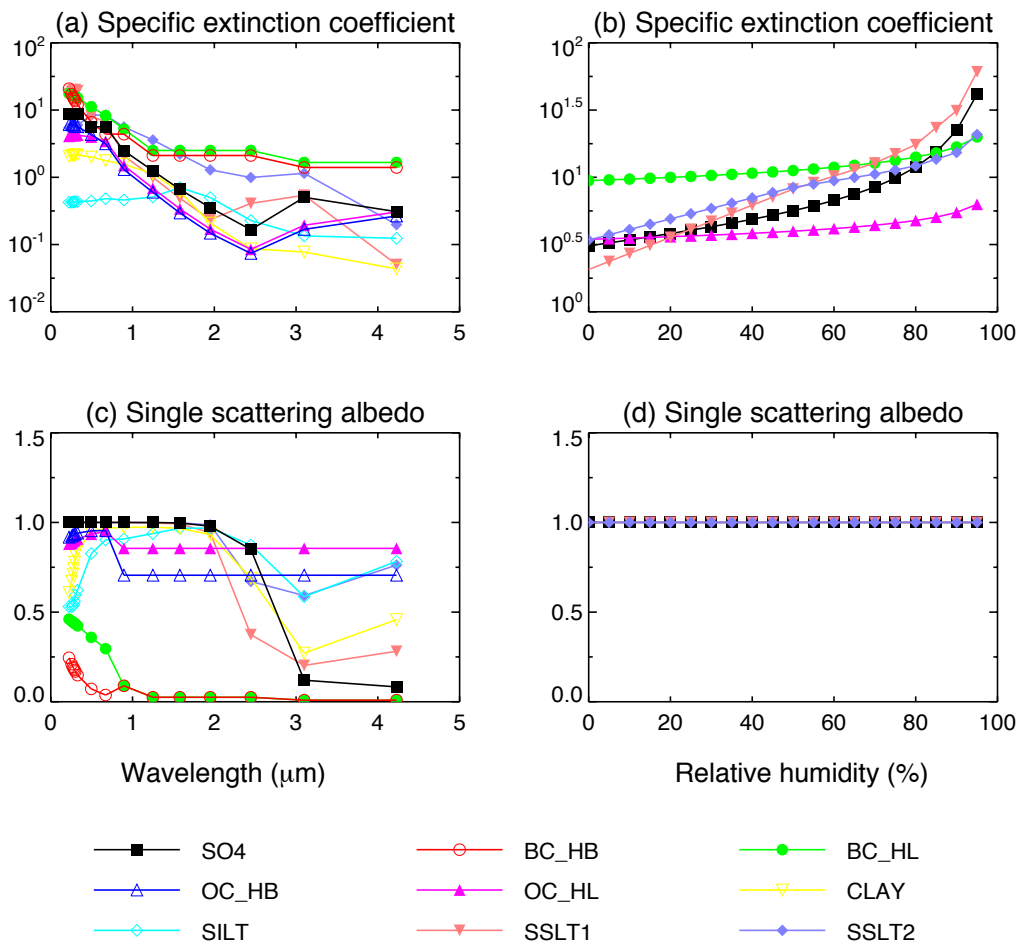 (a) Specific extinction coefficient
10²
10¹
10⁰
10⁻¹
10⁻²
0 1 2 3 4 5
(b) Specific extinction coefficient
10²
10¹·⁵
10¹
10⁰·⁵
10⁰
0 20 40 60 80 100
(c) Single scattering albedo
1.5
1.0
0.5
0.0
0 1 2 3 4 5
Wavelength (μm)
(d) Single scattering albedo
1.5
1.0
0.5
0.0
0 20 40 60 80 100
Relative humidity (%)
SO4 BC_HB BC_HL
OC_HB OC_HL CLAY
SILT SSLT1 SSLT2